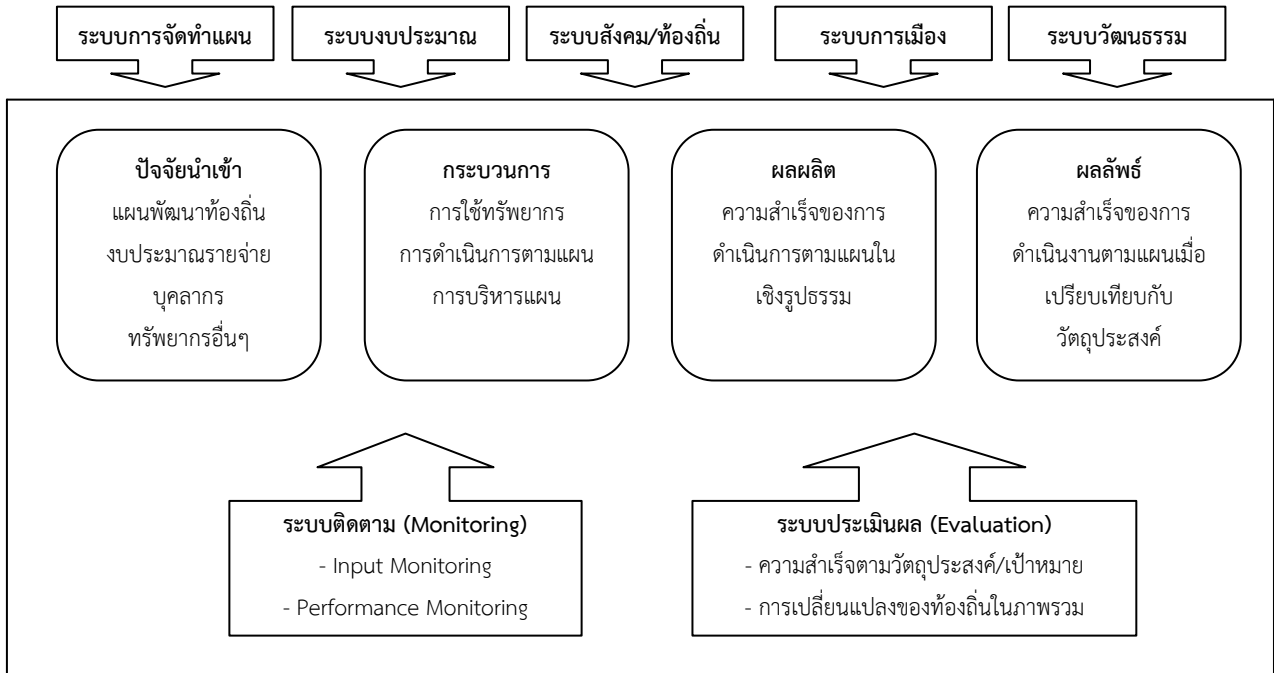 ระบบการจัดทำแผน
ระบบงบประมาณ
ระบบสังคม/ท้องถิ่น
ระบบการเมือง
ระบบวัฒนธรรม
ปัจจัยนำเข้า
แผนพัฒนาท้องถิ่น
งบประมาณรายจ่าย
บุคลากร
ทรัพยากรอื่นๆ
กระบวนการ
การใช้ทรัพยากร
การดำเนินการตามแผน
การบริหารแผน
ผลผลิต
ความสำเร็จของการ
ดำเนินการตามแผนใน
เชิงรูปธรรม
ผลลัพธ์
ความสำเร็จของการ
ดำเนินงานตามแผนเมื่อ
เปรียบเทียบกับ
วัตถุประสงค์
ระบบติดตาม (Monitoring)
- Input Monitoring
- Performance Monitoring
ระบบประเมินผล (Evaluation)
- ความสำเร็จตามวัตถุประสงค์/เป้าหมาย
- การเปลี่ยนแปลงของท้องถิ่นในภาพรวม